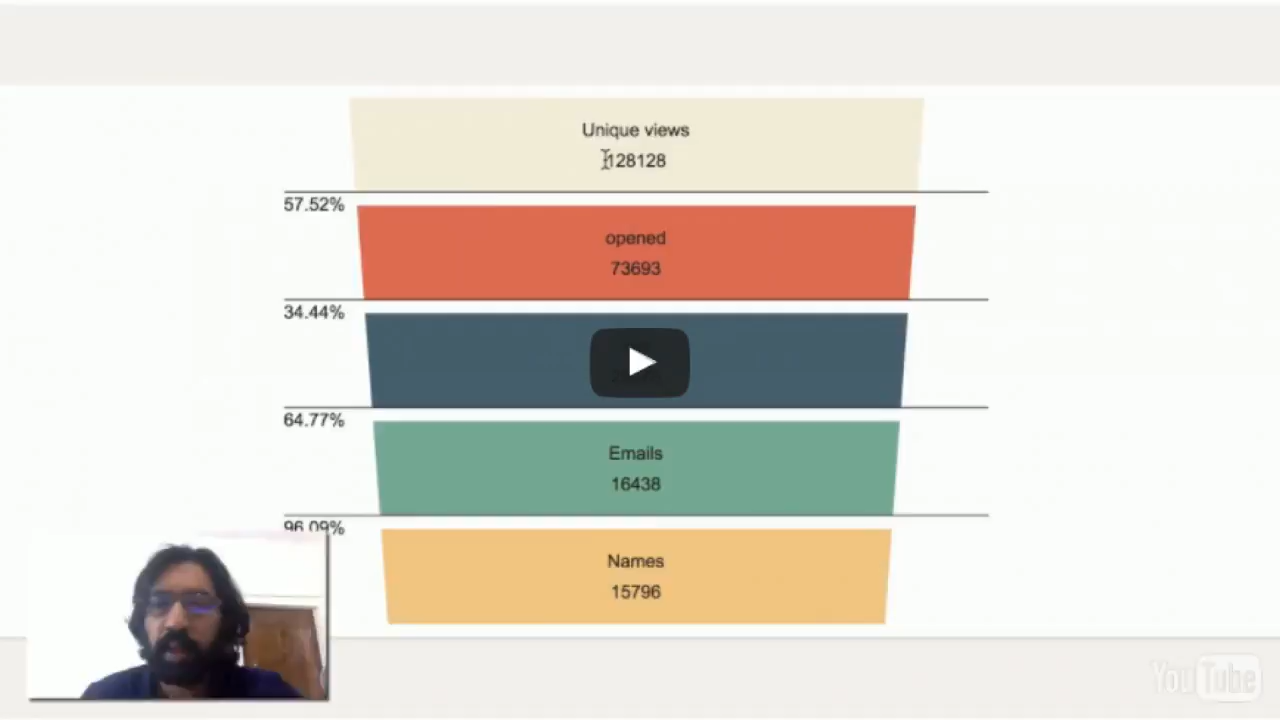 Unique views
128128
57.52%
opened
73693
34.44%
64.77%
Emails
16438
96.09%
Names
15796
YouTube